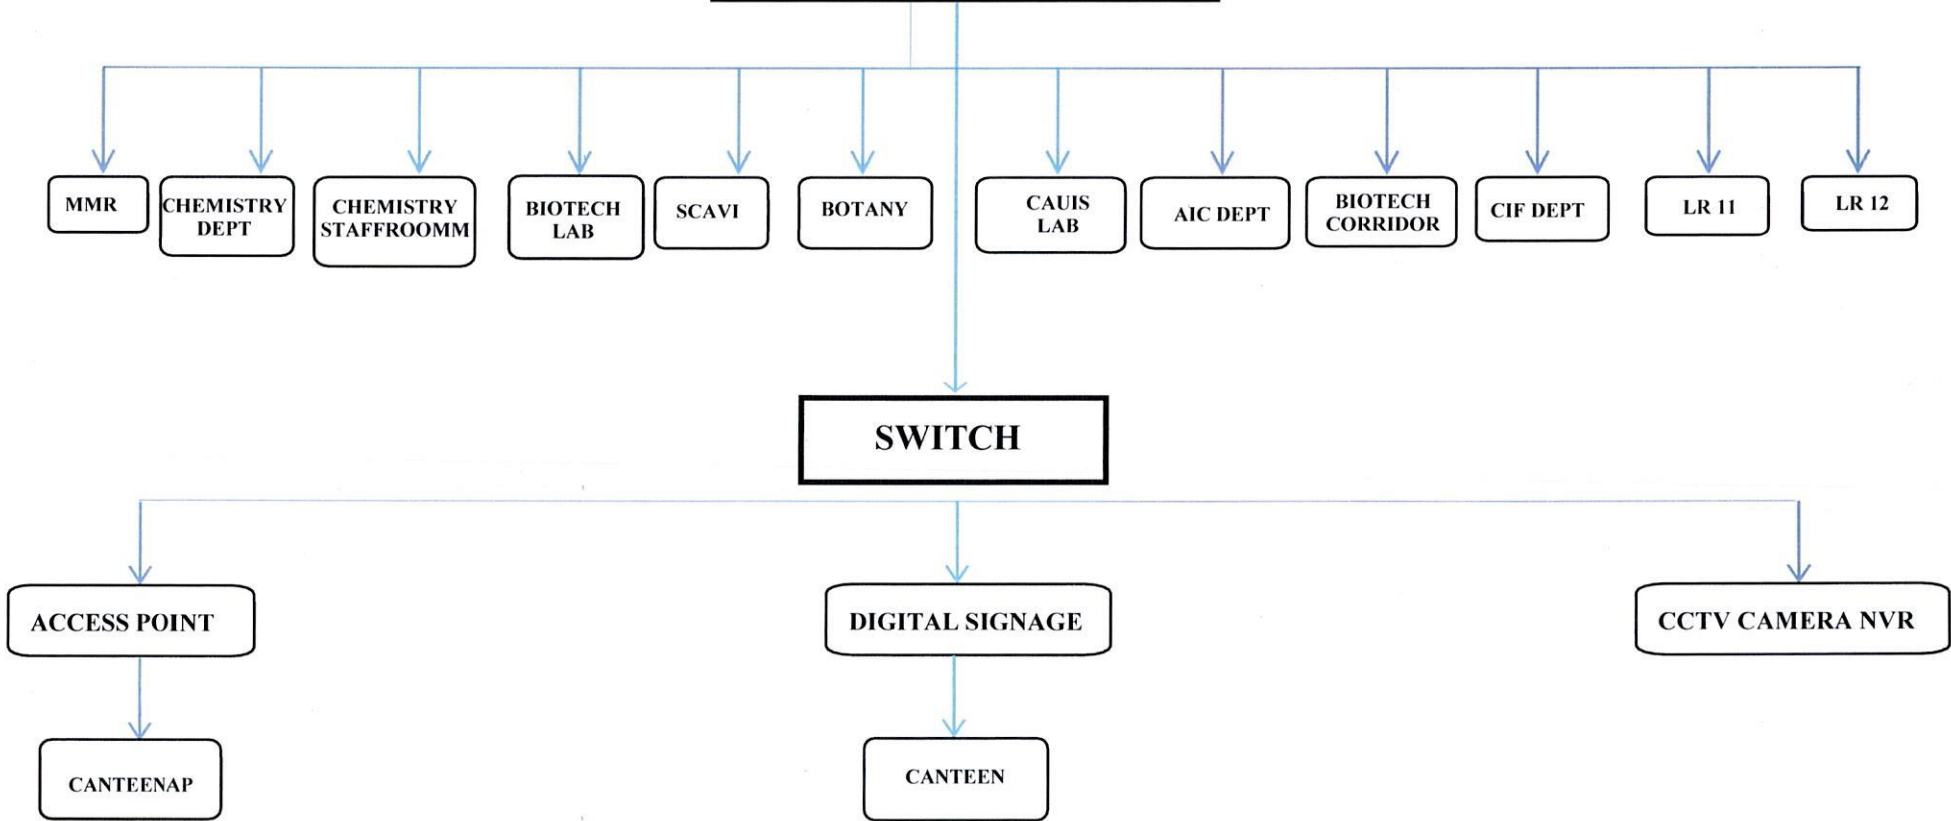 MMR
CHEMISTRY
DEPT
CHEMISTRY
STAFFROOMM
BIOTECH
LAB
SCAVI
BOTANY
CAUIS
LAB
AIC DEPT
BIOTECH
CORRIDOR
CIF DEPT
LR 11
LR 12
SWITCH
ACCESS POINT
DIGITAL SIGNAGE
CCTV CAMERA NVR
CANTEENAP
CANTEEN